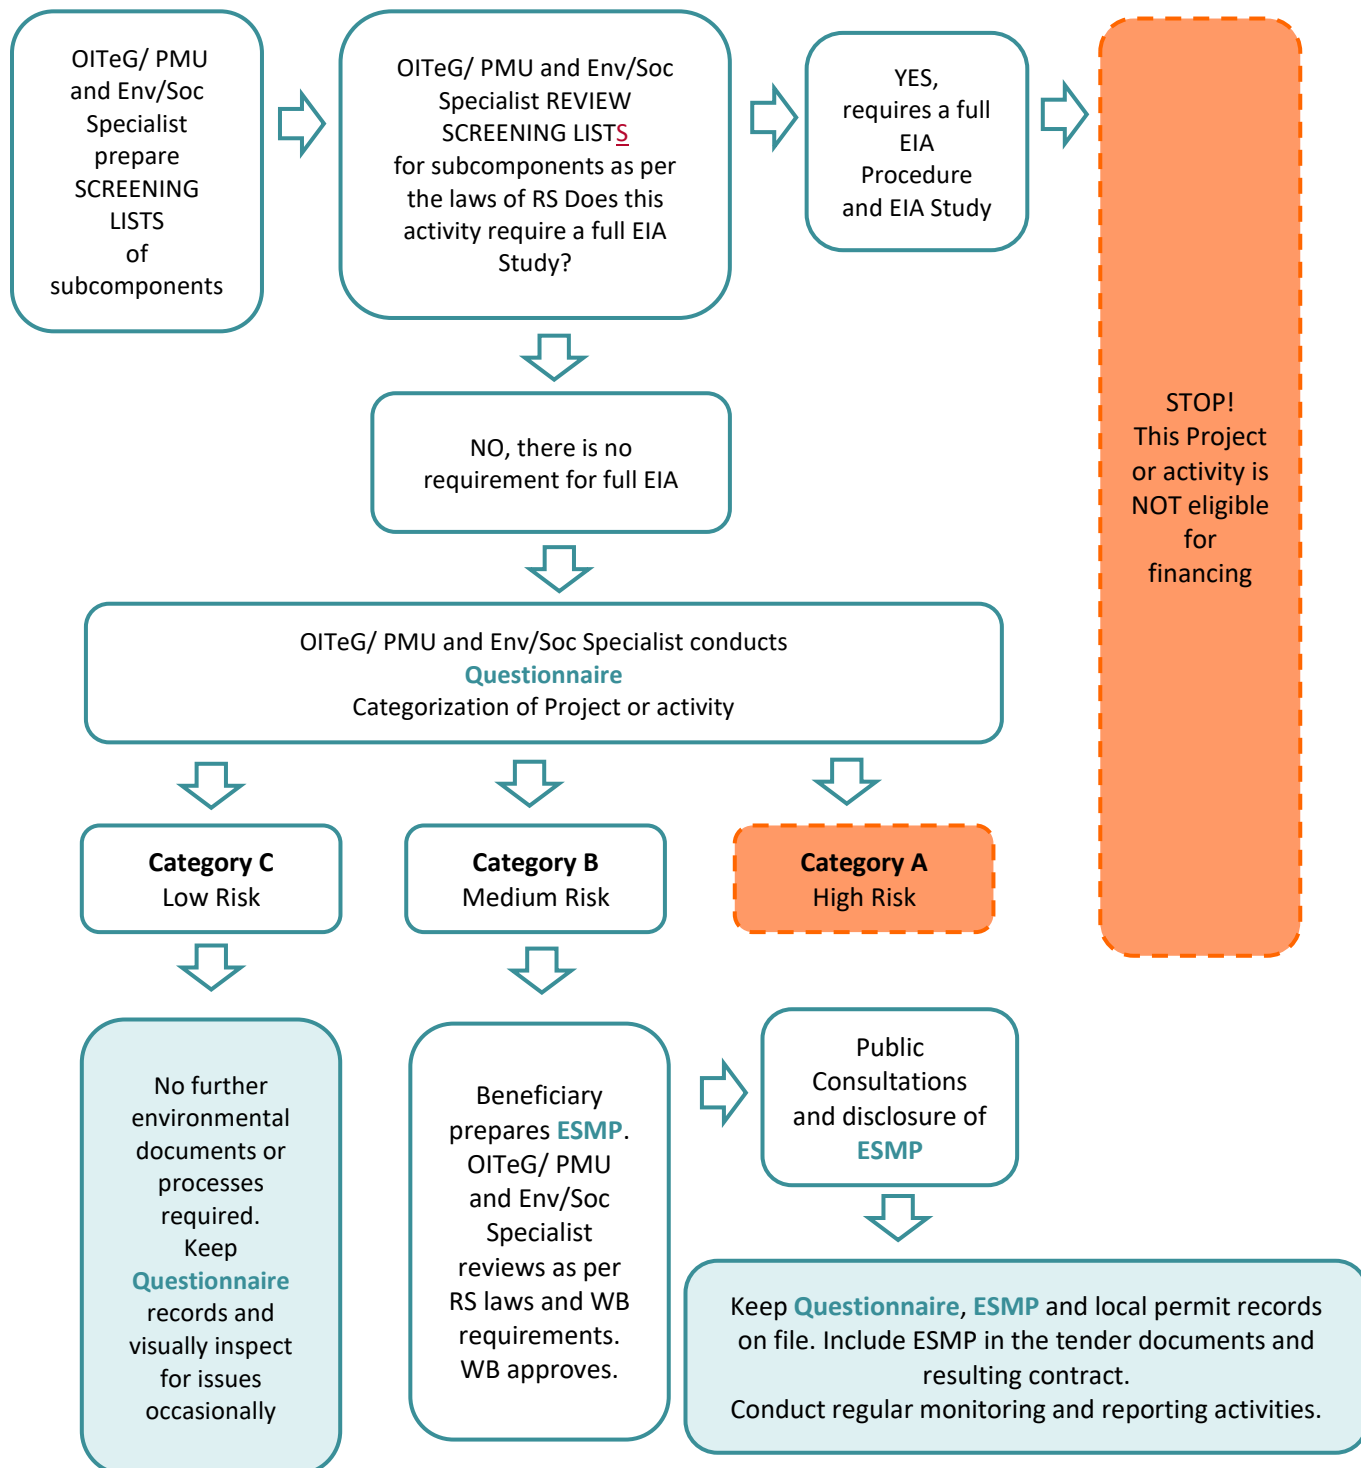 OITeG/ PMU
and Env/Soc
Specialist
prepare
SCREENING
LISTS
of
subcomponents
OITeG/ PMU and Env/Soc
Specialist REVIEW
SCREENING LISTS
for subcomponents as per
the laws of RS Does this
activity require a full EIA
Study?
YES,
requires a full
EIA
Procedure
and EIA Study
STOP!
This Project
or activity is
NOT eligible
for
financing
NO, there is no
requirement for full EIA
OITeG/ PMU and Env/Soc Specialist conducts
Questionnaire
Categorization of Project or activity
Category C
Low Risk
Category B
Medium Risk
Category A
High Risk
No further
environmental
documents or
processes
required.
Keep
Questionnaire
records and
visually inspect
for issues
occasionally
Beneficiary
prepares ESMP.
OITeG/ PMU
and Env/Soc
Specialist
reviews as per
RS laws and WB
requirements.
WB approves.
Public
Consultations
and disclosure of
ESMP
Keep Questionnaire, ESMP and local permit records
on file. Include ESMP in the tender documents and
resulting contract.
Conduct regular monitoring and reporting activities.